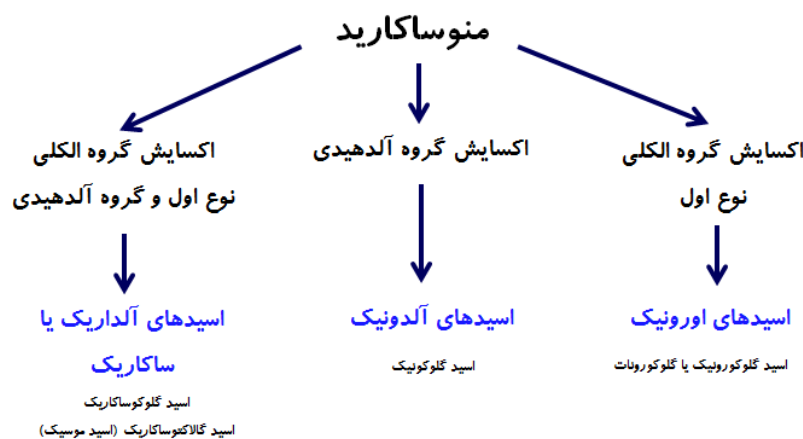 منوساکارید
اکسایش گروه الکلی
نوع اول
اسیدهای اورونیک
اسید گلوکورونیک یا گلوکورونات
اکسایش گروه آلدهیدی
اسیدهای آلدونیک
اسید گلوکونیک
اکسایش گروه الکلی
نوع اول و گروه آلدهیدی
اسیدهای آلداریک یا
ساکاریک
اسید گلوکوساکاریک
اسید گالاکتوساکاریک (اسید موسیک)